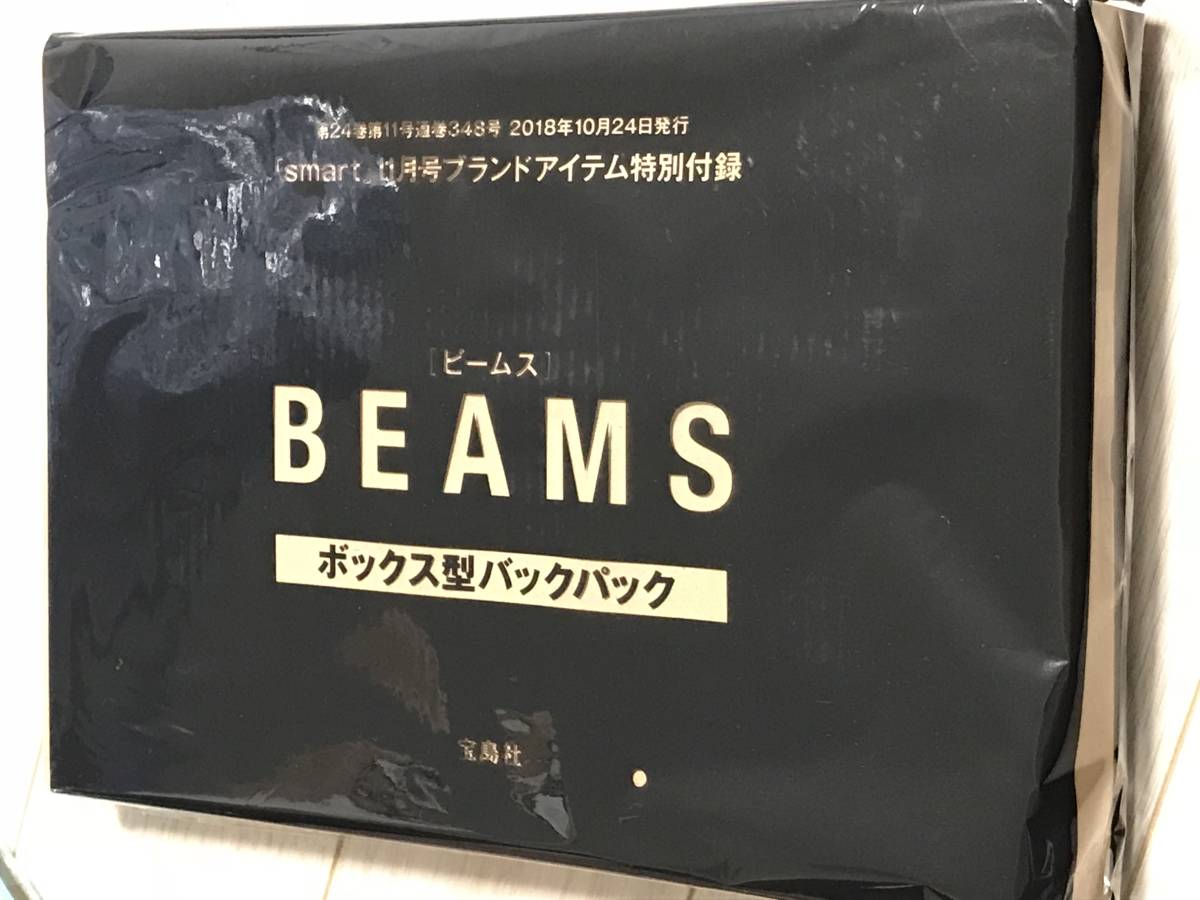 第24巻第11号通巻348号 2018年10月24日発行
「smart」11月号ブランドアイテム特別付録
[ビームス]
BEAMS
ボックス型バックパック
宝島社